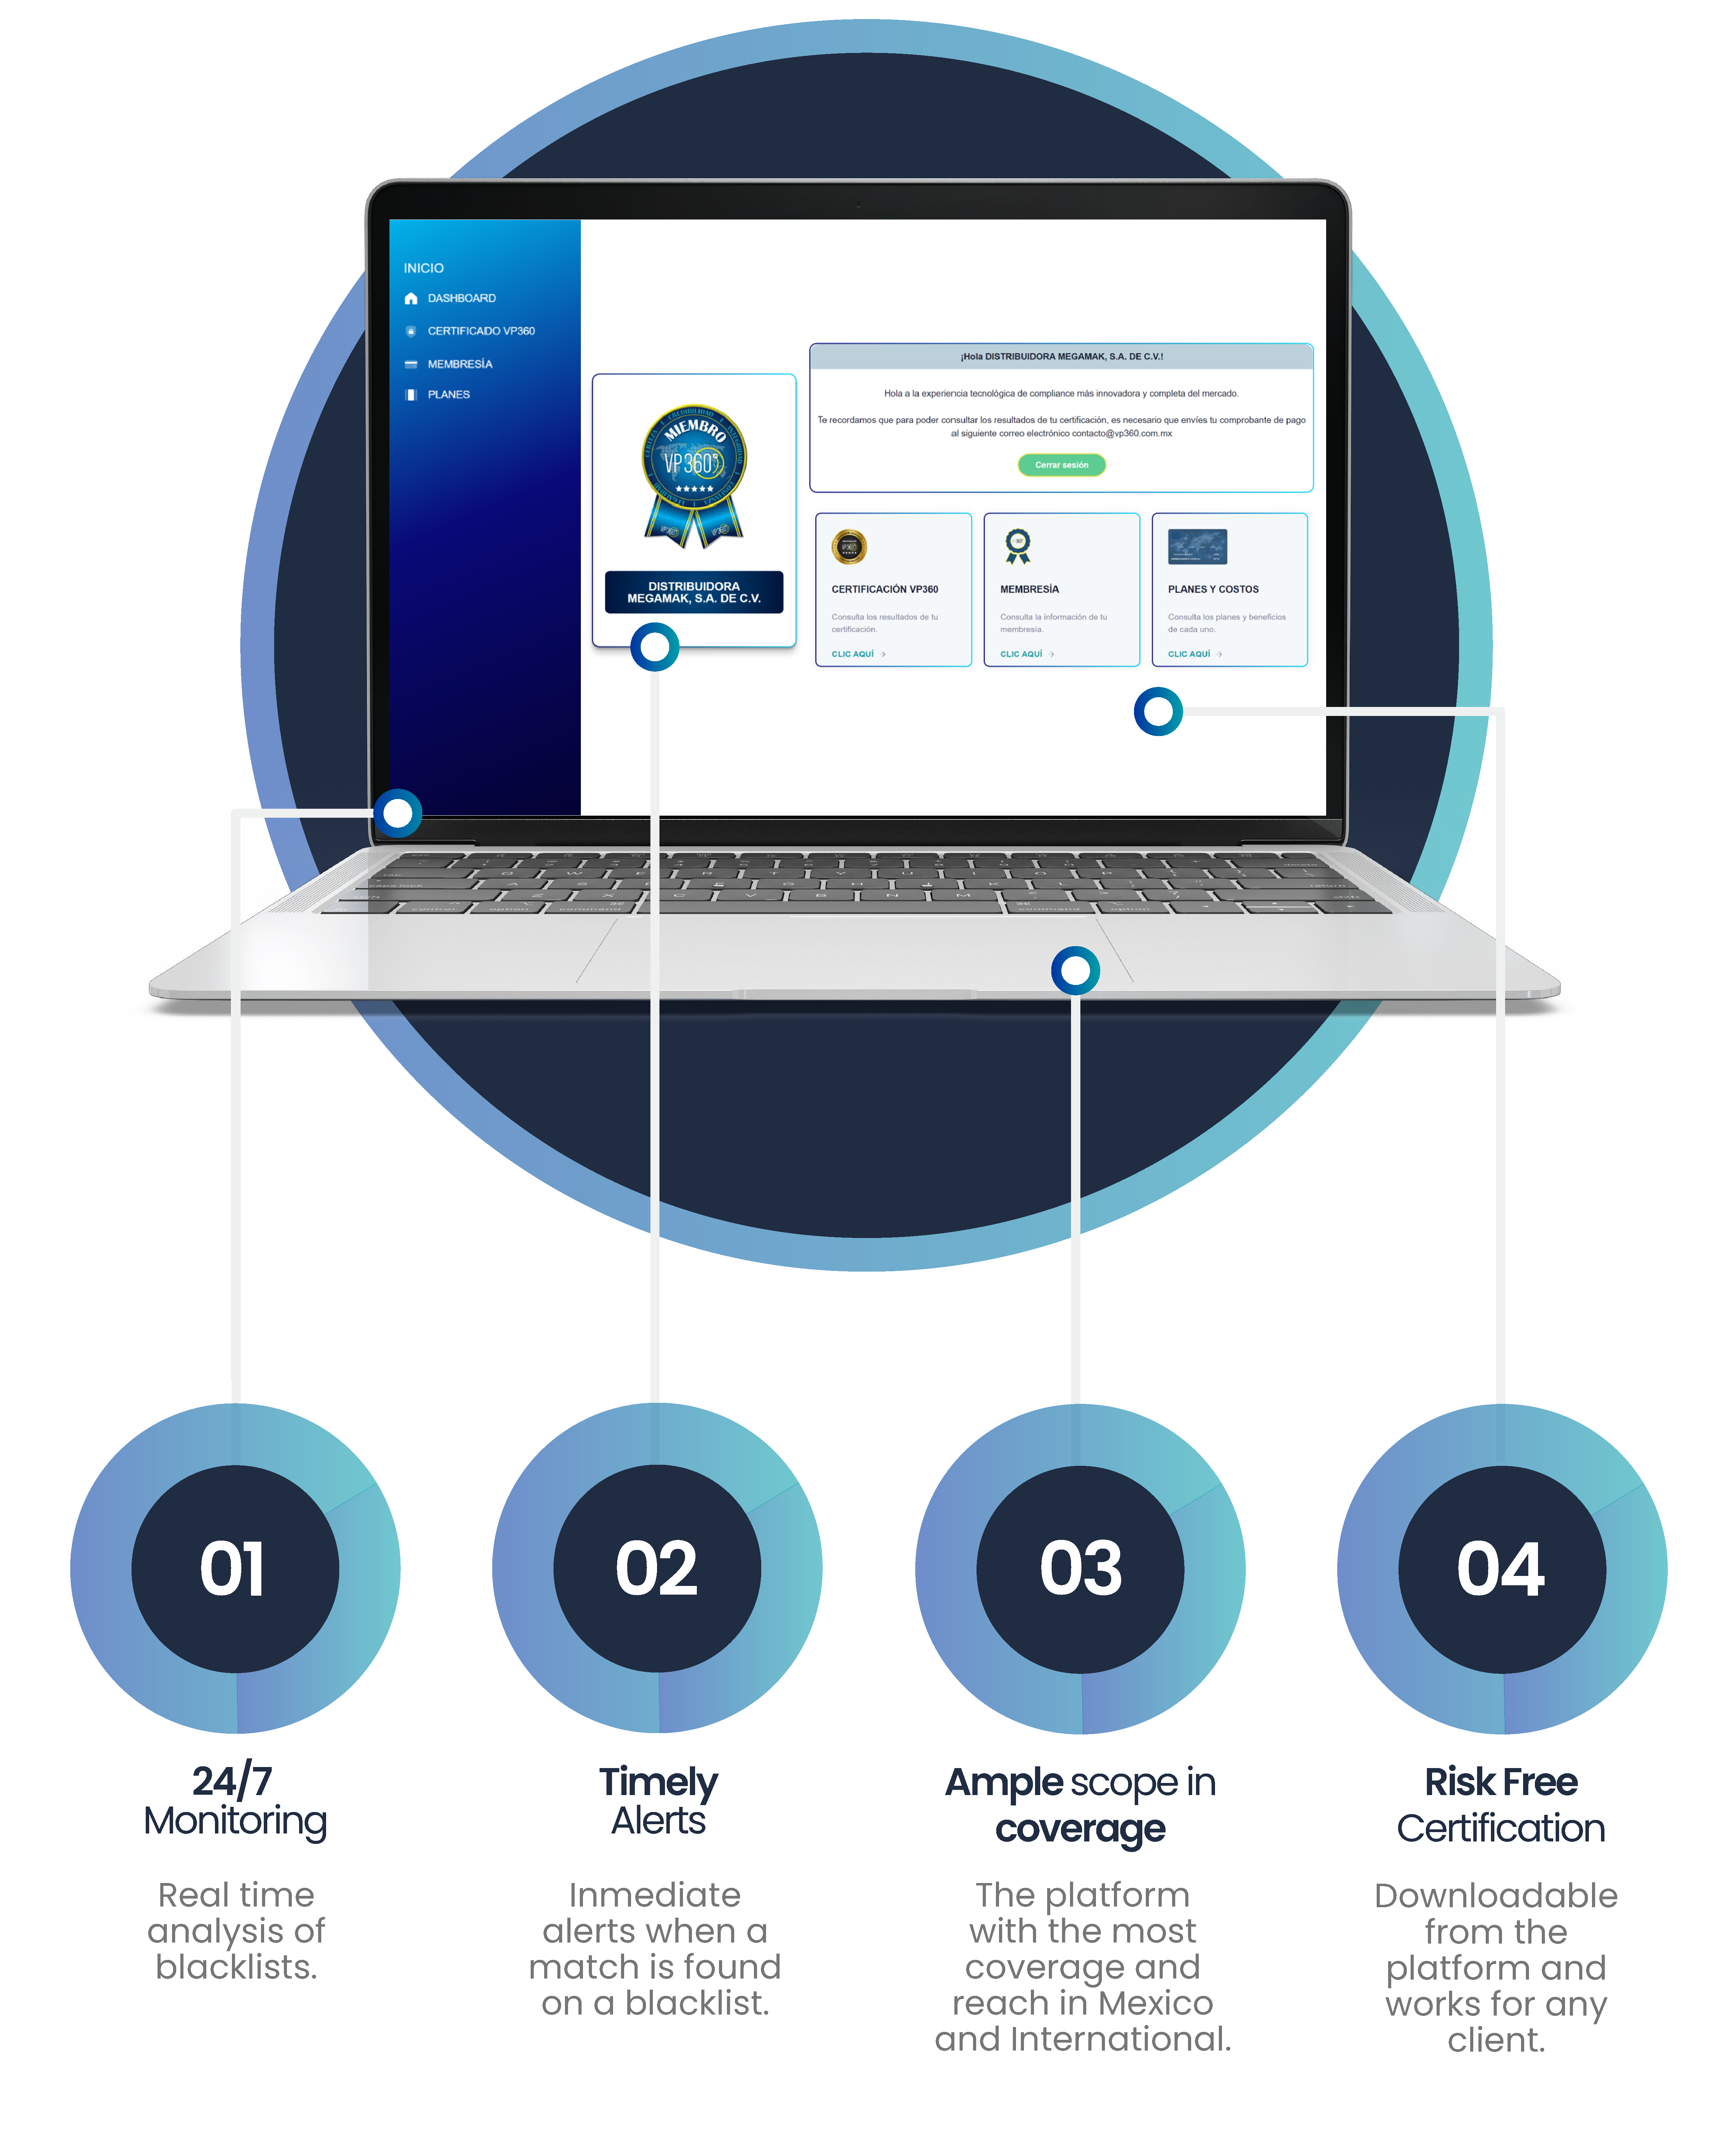 INICIO
DASHBOARD
CERTIFICADO VP360
MEMBRESÍA
PLANES
MIEMBRO
VP360°
DISTRIBUIDORA
MEGAMAK, S.A. DE C.V.
¡Hola DISTRIBUIDORA MEGAMAK, S.A. DE C.V.!
Hola a la experiencia tecnológica de compliance más innovadora y completa del mercado.
Te recordamos que para poder consultar los resultados de tu certificación, es necesario que envíes tu comprobante de pago
al siguiente correo electrónico contacto@vp360.com.mx
Cerrar sesión
CERTIFICACIÓN VP360
Consulta los resultados de tu
certificación.
CLIC AQUÍ →
MEMBRESÍA
Consulta la información de tu
membresía.
CLIC AQUÍ →
PLANES Y COSTOS
Consulta los planes y beneficios
de cada uno.
CLIC AQUÍ →
01
24/7
Monitoring
Real time
analysis of
blacklists.
02
Timely
Alerts
Inmediate
alerts when a
match is found
on a blacklist.
03
Ample scope in
coverage
The platform
with the most
coverage and
reach in Mexico
and International.
04
Risk Free
Certification
Downloadable
from the
platform and
works for any
client.